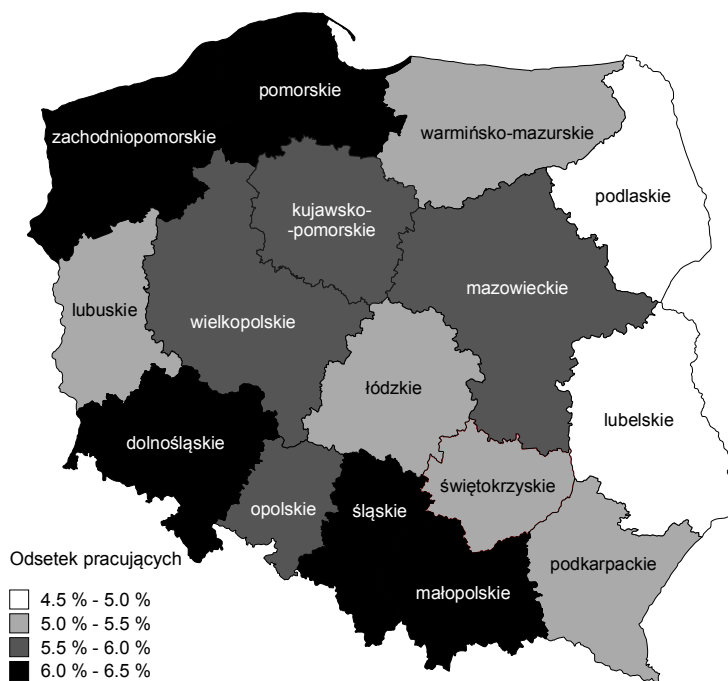 pomorskie
zachodniopomorskie
warmińsko-mazurskie
podlaskie
kujawsko-
-pomorskie
mazowieckie
lubuskie
wielkopolskie
łódzkie
lubelskie
dolnośląskie
świętokrzyskie
opolskie
śląskie
podkarpackie
małopolskie
Odsetek pracujących
4.5 % - 5.0 %
5.0 % - 5.5 %
5.5 % - 6.0 %
6.0 % - 6.5 %